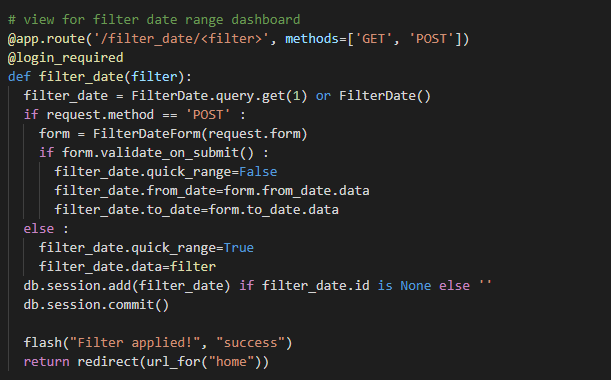 # view for filter date range dashboard
@app.route('/filter_date/<filter>', methods=['GET', 'POST'])
@login_required
def filter_date(filter):
  filter_date = FilterDate.query.get(1) or FilterDate()
  if request.method == 'POST' :
    form = FilterDateForm(request.form)
    if form.validate_on_submit() :
      filter_date.quick_range=False
      filter_date.from_date=form.from_date.data
      filter_date.to_date=form.to_date.data
  else :
    filter_date.quick_range=True
    filter_date.data=filter
  db.session.add(filter_date) if filter_date.id is None else ''
  db.session.commit()

  flash("Filter applied!", "success")
  return redirect(url_for("home"))